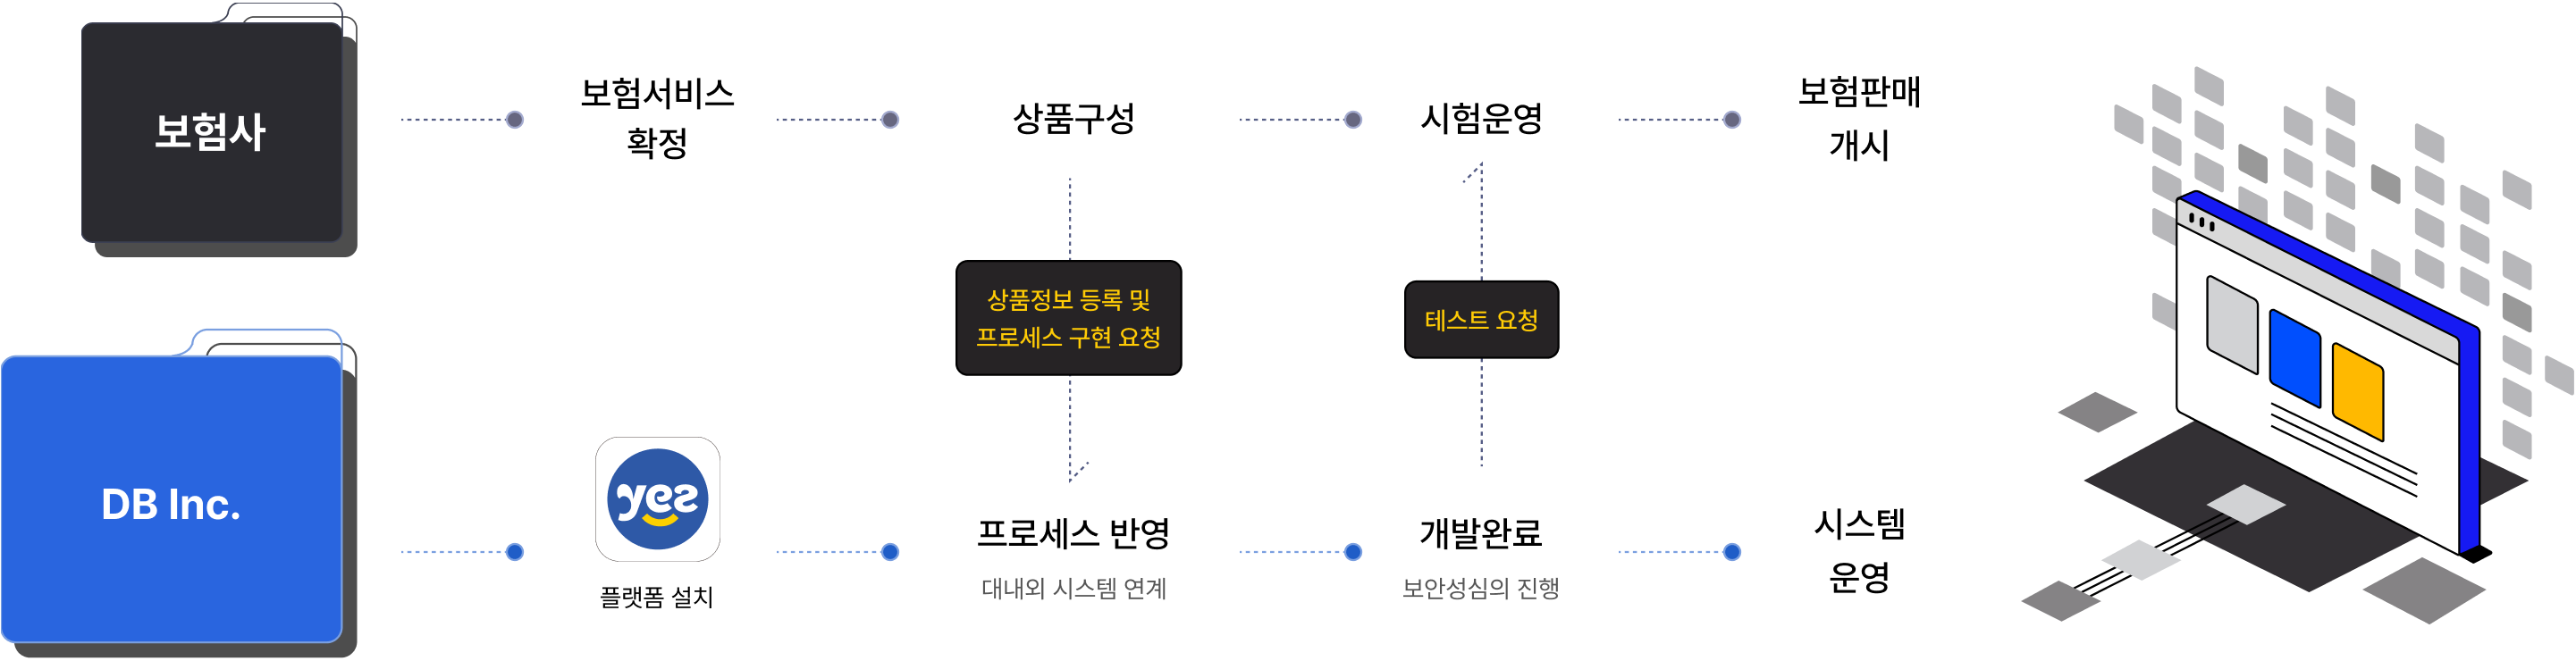 보험사
보험서비스
확정
상품구성
시험운영
보험판매
개시
상품정보 등록 및
프로세스 구현 요청
테스트 요청
DB Inc.
yes
플랫폼 설치
프로세스 반영
대내외 시스템 연계
개발완료
보안성심의 진행
시스템
운영